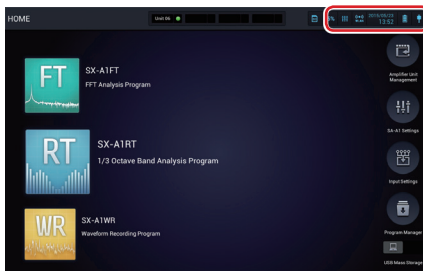 HOME
Unit 06
2019/08/23
13:52
FT
SX-A1FT
FFT Analysis Program
RT
SX-A1RT
1/3 Octave Band Analysis Program
WR
SX-A1WR
Waveform Recording Program
Amplifier Unit
Management
SA-A1 Settings
Input Settings
Program Manager
USB Mass Storage